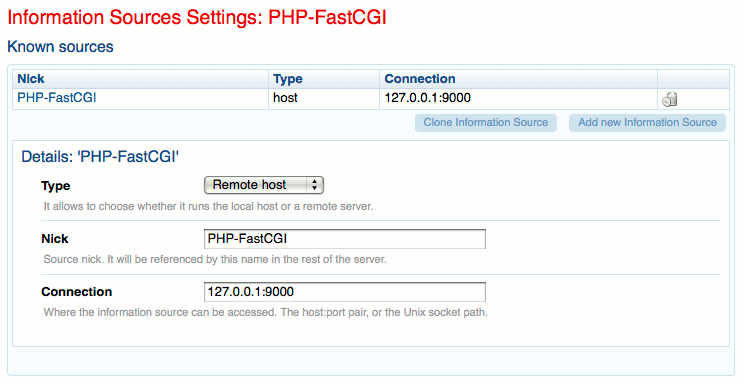 Information Sources Settings: PHP-FastCGI
Known sources
Nick Type Connection
PHP-FastCGI host 127.0.0.1:9000
Clone Information Source Add new Information Source
Details: 'PHP-FastCGI'
Type Remote host
It allows to choose whether it runs the local host or a remote server.
Nick PHP-FastCGI
Source nick. It will be referenced by this name in the rest of the server.
Connection 127.0.0.1:9000
Where the information source can be accessed. The host:port pair, or the Unix socket path.